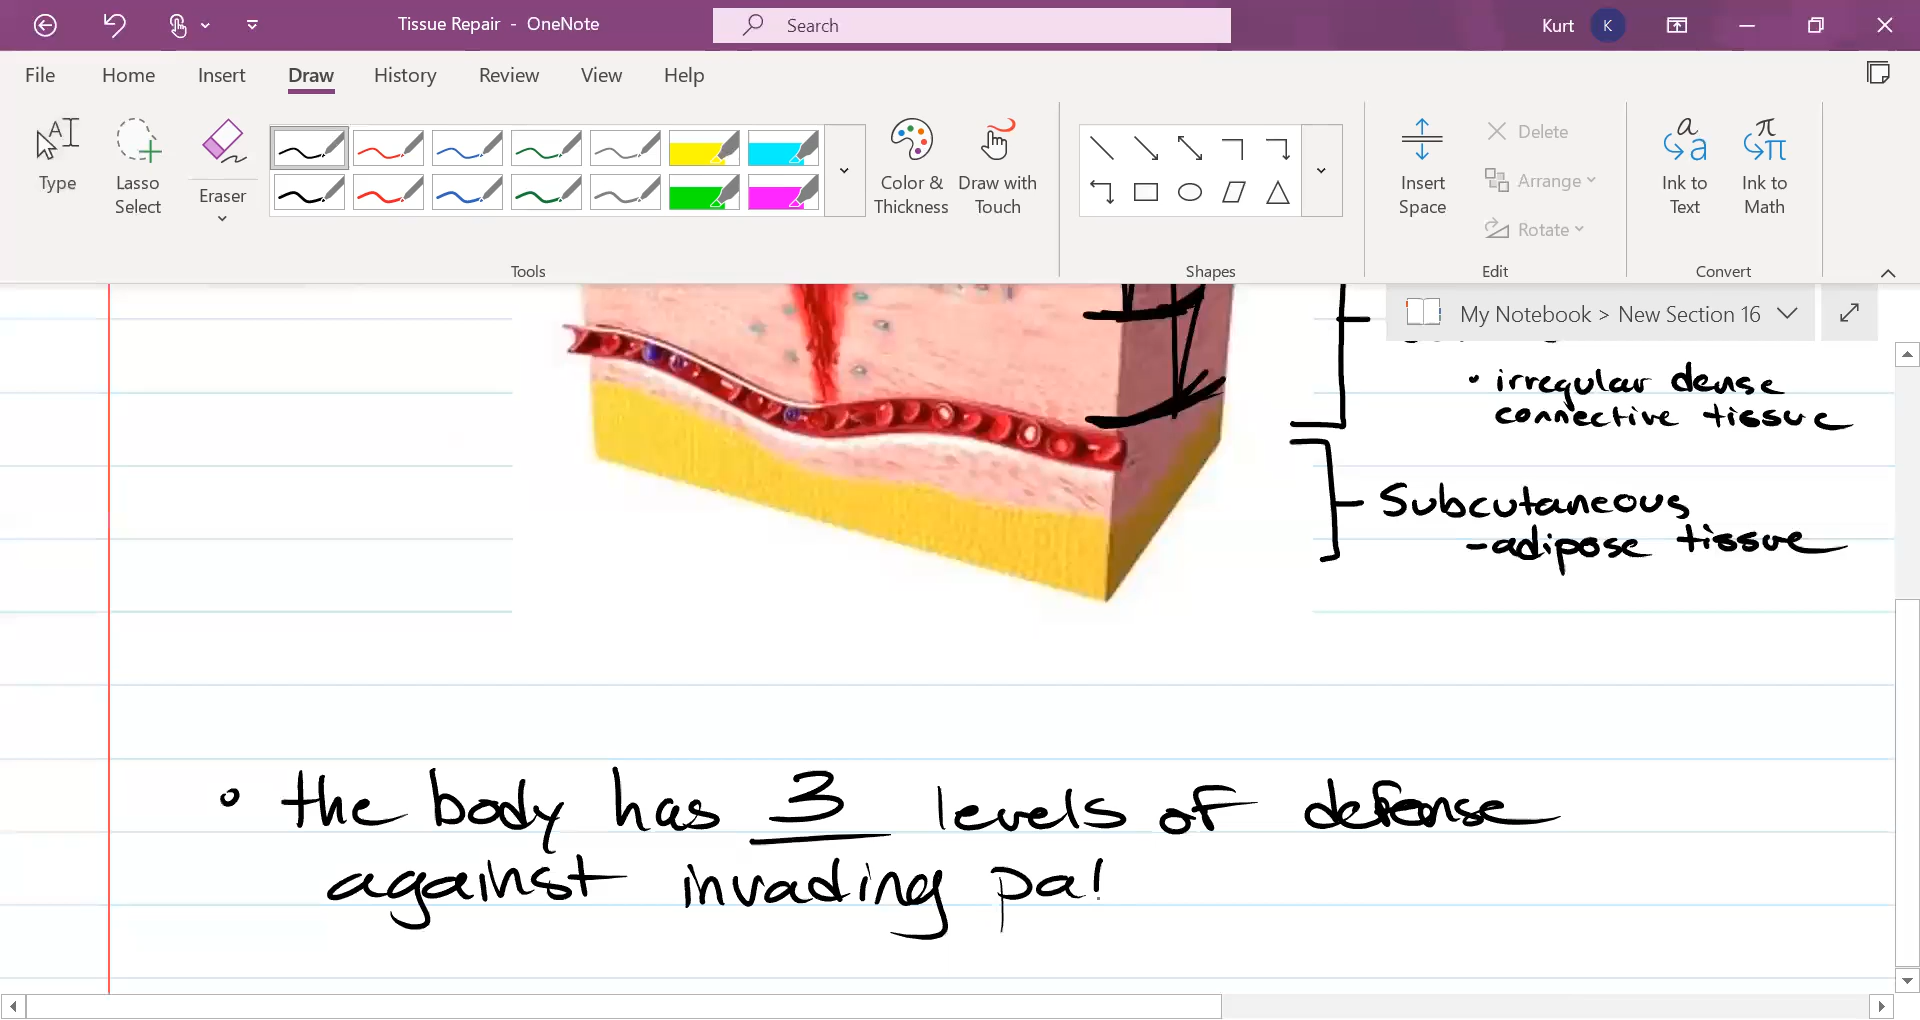 Tissue Repair - OneNote
Search
Kurt
K
File Home Insert Draw History Review View Help
Type
Lasso Select
Eraser
Color & Thickness
Draw with Touch
Insert Space
Delete
Arrange
Rotate
a
a
Ink to Text
π
π
Ink to Math
Tools
Shapes
Edit
Convert
My Notebook > New Section 16
• irregular dense
connective tissue
Subcutaneous
- adipose tissue
• the body has 3 levels of defense
against invading pa